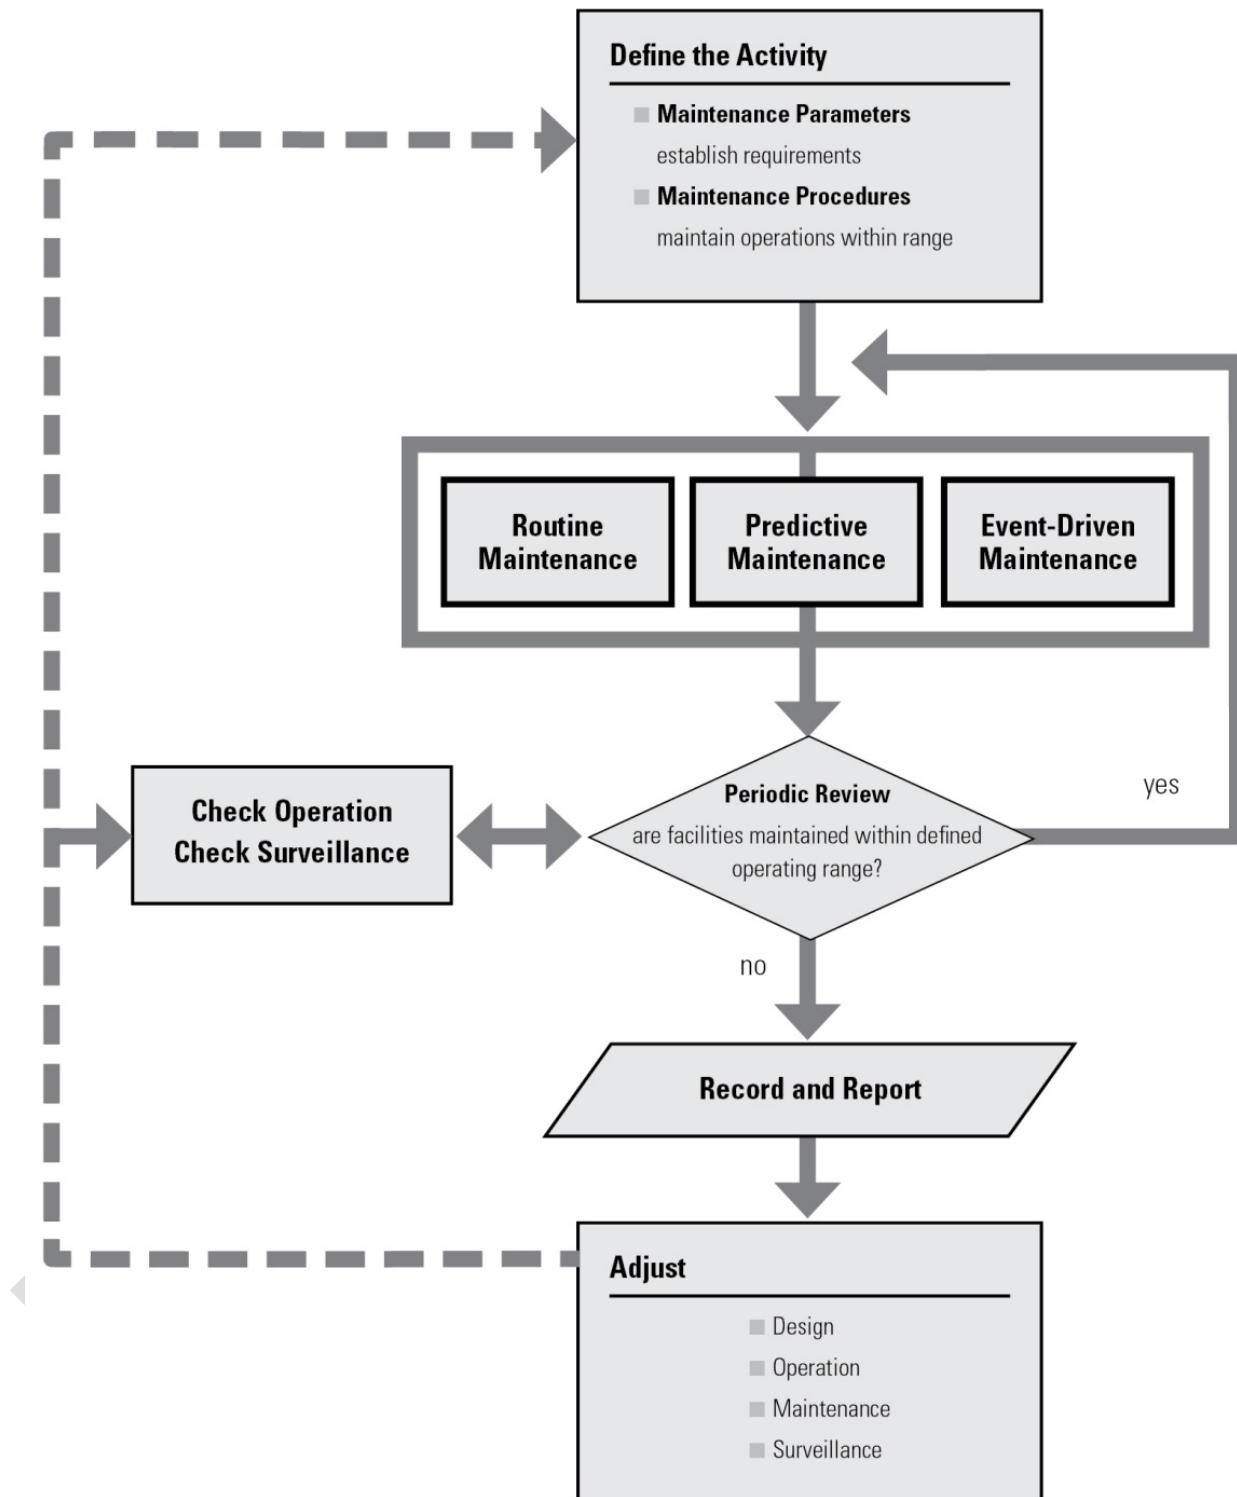 Define the Activity
Maintenance Parameters
establish requirements
Maintenance Procedures
maintain operations within range
Routine
Maintenance
Predictive
Maintenance
Event-Driven
Maintenance
Periodic Review
are facilities maintained within defined
operating range?
yes
Check Operation
Check Surveillance
no
Record and Report
Adjust
Design
Operation
Maintenance
Surveillance